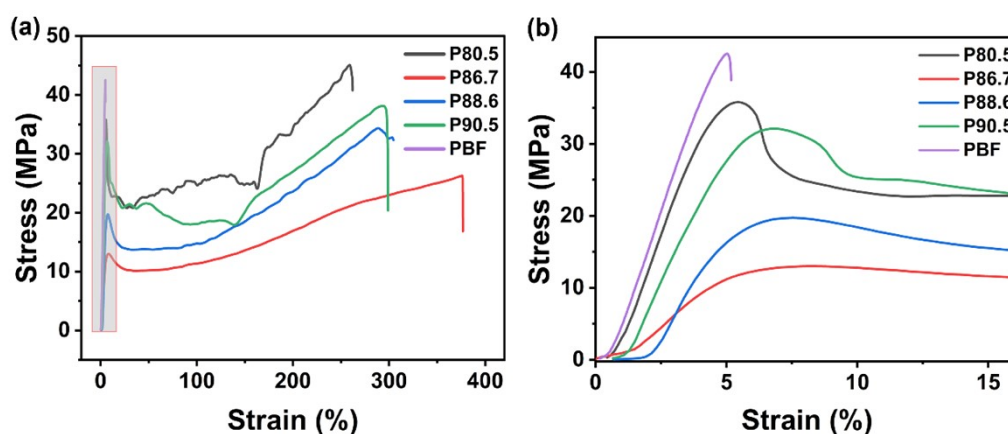 (a)
50
40
30
20
10
0
Stress (MPa)
P80.5
P86.7
P88.6
P90.5
PBF
0 100 200 300 400
Strain (%)
(b)
40
30
20
10
0
Stress (MPa)
P80.5
P86.7
P88.6
P90.5
PBF
0 5 10 15
Strain (%)